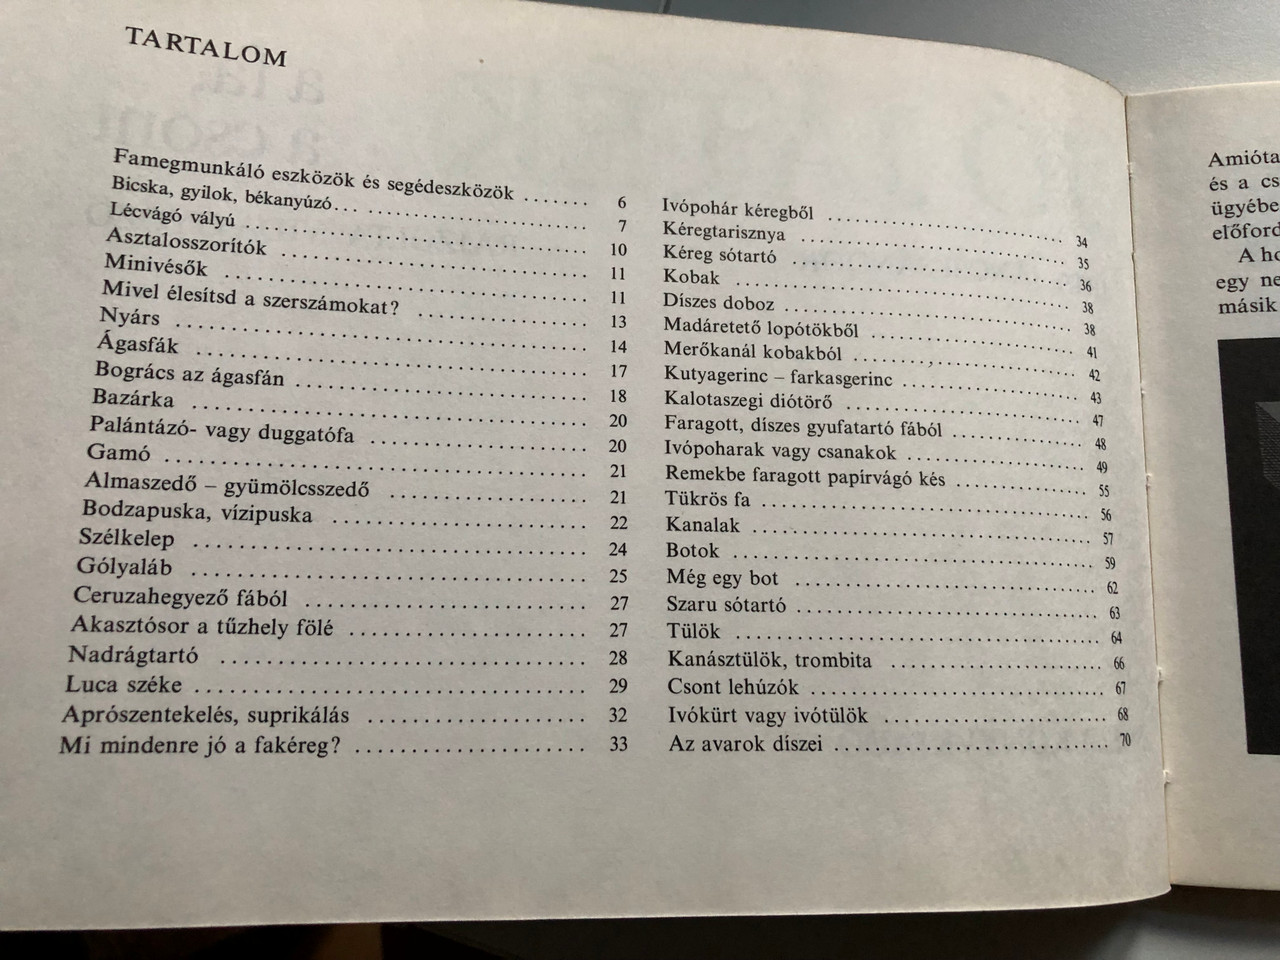 TARTALOM
Famegmunkáló eszközök és segédeszközök ....... 6
Bicska, gyilok, békanyúzó... .................... 7
Lécvágó vályú .............................. 10
Asztalosszorítók .......................... 11
Minivésők ............................... 11
Mivel élesítsd a szerszámokat? .............. 13
Nyárs ................................... 14
Ágasfák ................................. 17
Bogrács az ágasfán ........................ 18
Bazárka ................................. 20
Palántázó- vagy duggatófa .................. 20
Gamó ................................... 21
Almaszedő – gyümölcsszedő ................ 21
Bodzapuska, vízipuska ..................... 22
Szélkelep ................................ 24
Gólyaláb ................................ 25
Ceruzahegyező fából ....................... 27
Akasztósor a tűzhely fölé ................... 27
Nadrágtartó .............................. 28
Luca széke ............................... 29
Aprószentekelés, suprikálás .................. 32
Mi mindenre jó a fakéreg? ................... 33
Ivópohár kéregből ......................... 34
Kéregtarisznya ............................ 35
Kéreg sótartó ............................. 36
Kobak ................................... 38
Díszes doboz ............................. 38
Madáretető lopótökből ..................... 41
Merőkanál kobakból ....................... 42
Kutyagerinc – farkasgerinc .................. 43
Kalotaszegi diótörő ........................ 47
Faragott, díszes gyufatartó fából .............. 48
Ivópoharak vagy csanakok ................... 49
Remekbe faragott papírvágó kés .............. 55
Tükrös fa ................................ 56
Kanalak ................................. 57
Botok ................................... 59
Még egy bot .............................. 62
Szaru sótartó ............................. 63
Tülök ................................... 64
Kanásztülök, trombita ...................... 66
Csont lehúzók ............................ 67
Ivókürt vagy ivótülök ...................... 68
Az avarok díszei .......................... 70
Amióta
és a cs
ügyébe
előford
A ho
egy ne
másik